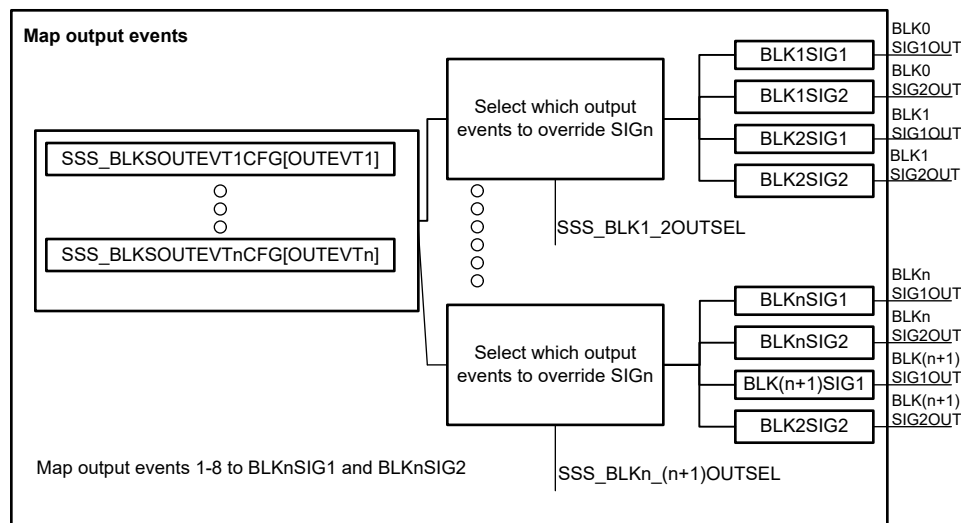 Map output events
SSS_BLKSOUTEVT1CFG[OUTEVT1]
SSS_BLKSOUTEVTnCFG[OUTEVTn]
Select which output
events to override SIGn
SSS_BLK1_2OUTSEL
BLK1SIG1
BLK1SIG2
BLK2SIG1
BLK2SIG2
BLK0
SIG1OUT
BLK0
SIG2OUT
BLK1
SIG1OUT
BLK1
SIG2OUT
Select which output
events to override SIGn
SSS_BLKn_(n+1)OUTSEL
BLKnSIG1
BLKnSIG2
BLK(n+1)SIG1
BLK2SIG2
BLKn
SIG1OUT
BLKn
SIG2OUT
BLK(n+1)
SIG1OUT
BLK(n+1)
SIG2OUT
Map output events 1-8 to BLKnSIG1 and BLKnSIG2